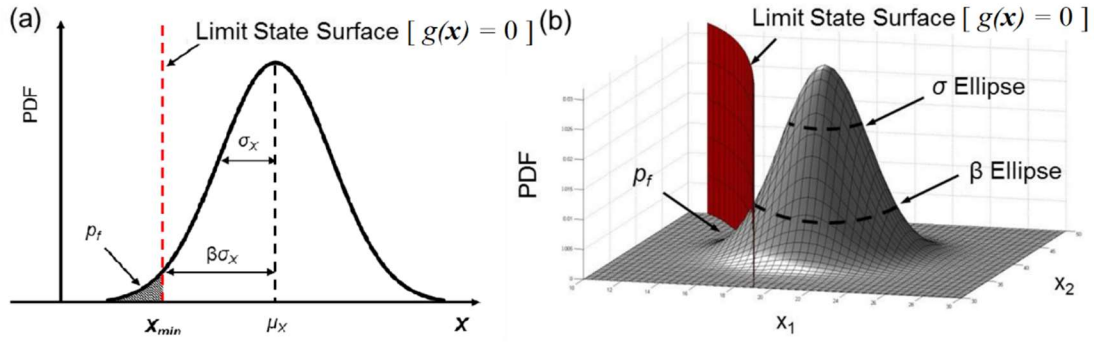 (a)
Limit State Surface [ g(x) = 0 ]
PDF
σx
pf
βσx
xmin
μx
x
(b)
Limit State Surface [ g(x) = 0 ]
σ Ellipse
β Ellipse
PDF
pf
x1
x2